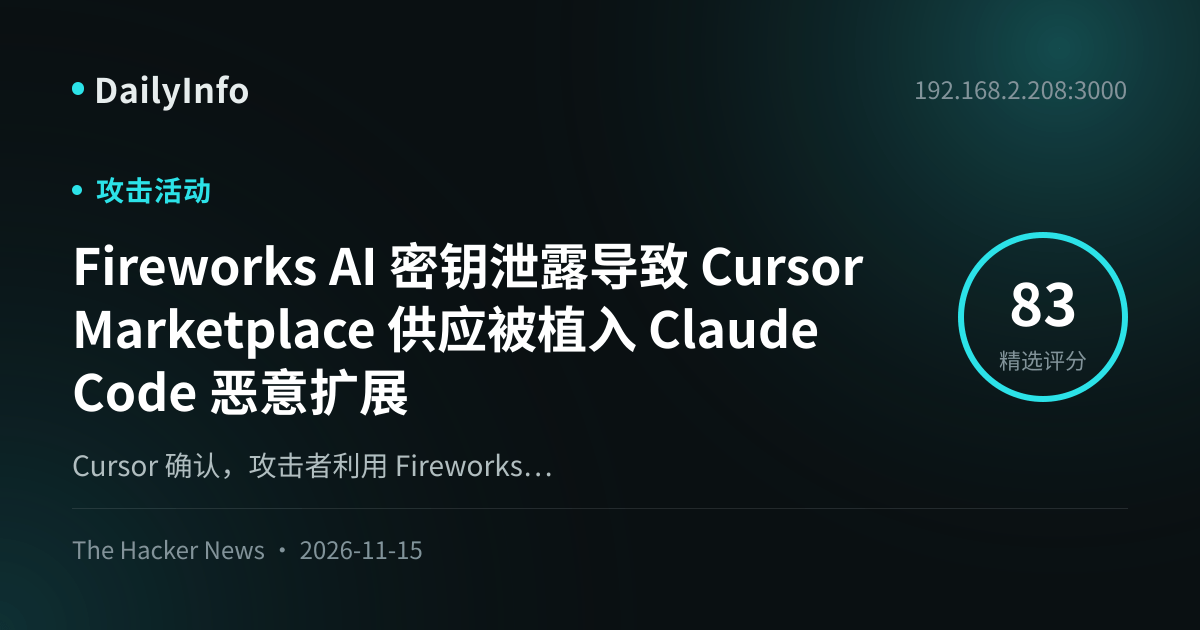 DailyInfo
192.168.2.208:3000
攻击活动
Fireworks AI 密钥泄露导致 Cursor
Marketplace 供应被植入 Claude
Code 恶意扩展
83
精选评分
Cursor 确认，攻击者利用 Fireworks…
The Hacker News · 2026-11-15